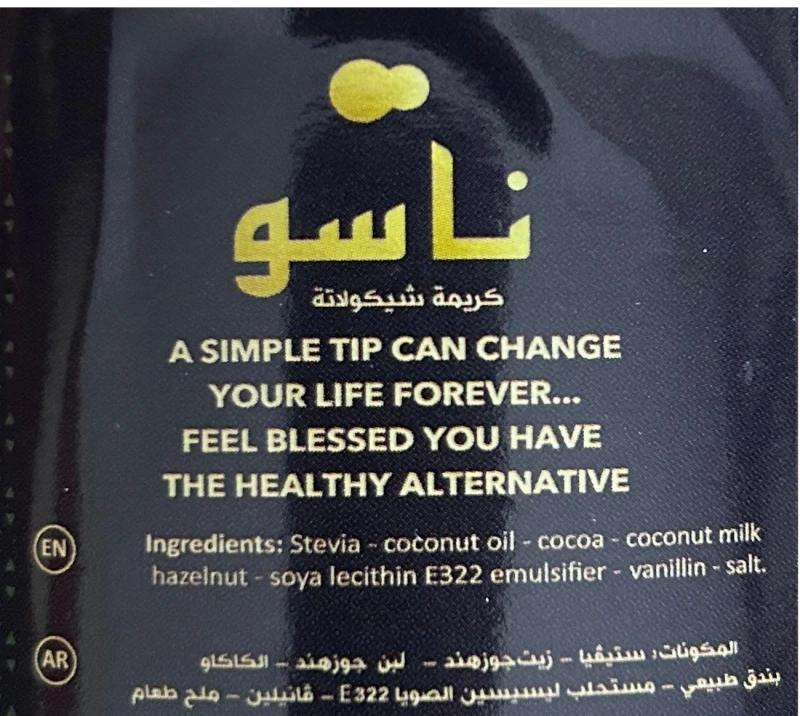 ناسو
كريمة شيكولاتة
A SIMPLE TIP CAN CHANGE
YOUR LIFE FOREVER...
FEEL BLESSED YOU HAVE
THE HEALTHY ALTERNATIVE
EN
Ingredients: Stevia - coconut oil - cocoa - coconut milk
hazelnut - soya lecithin E322 emulsifier - vanillin - salt.
AR
المكونات: ستيڤيا – زيت جوزهند – لبن جوزهند – الكاكاو
بندق طبيعي – مستحلب ليسيسين الصويا E322 – ڤانيلين – ملح طعام